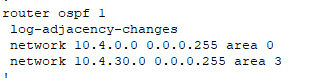 router ospf 1
log-adjacency-changes
network 10.4.0.0 0.0.0.255 area 0
network 10.4.30.0 0.0.0.255 area 3
!